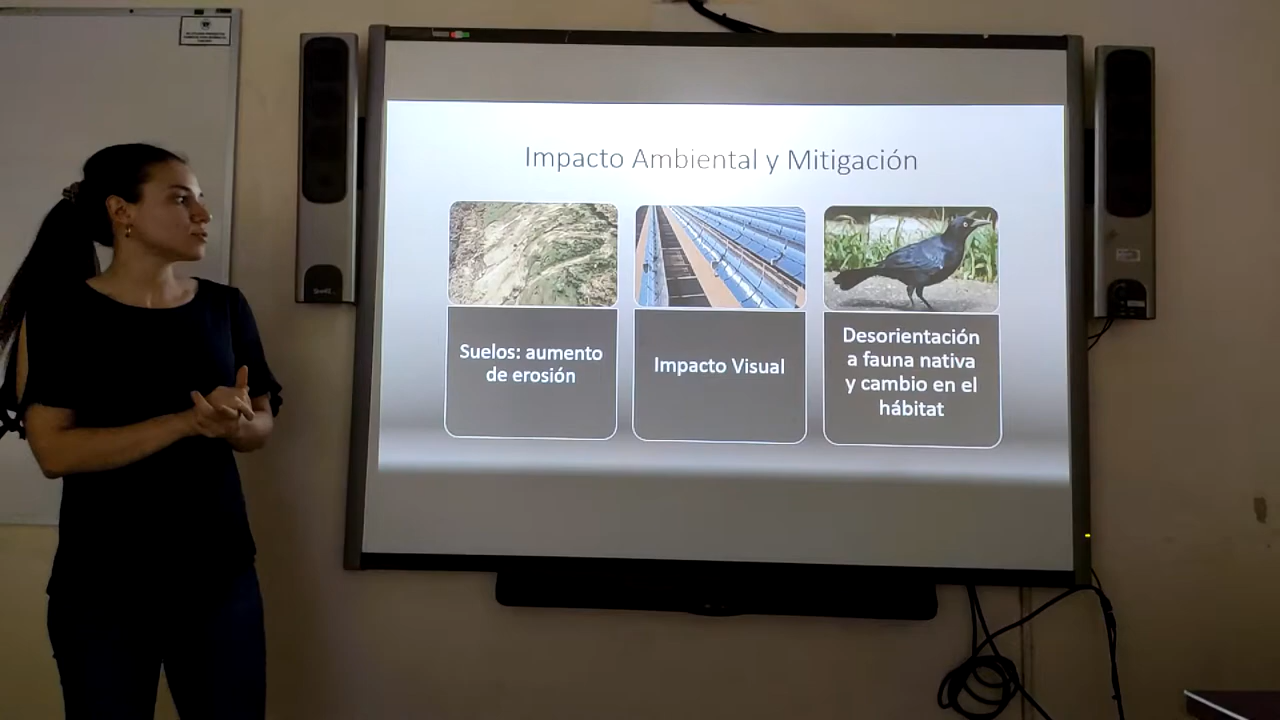 Impacto Ambiental y Mitigación
Suelos: aumento
de erosión
Impacto Visual
Desorientación
a fauna nativa
y cambio en el
hábitat